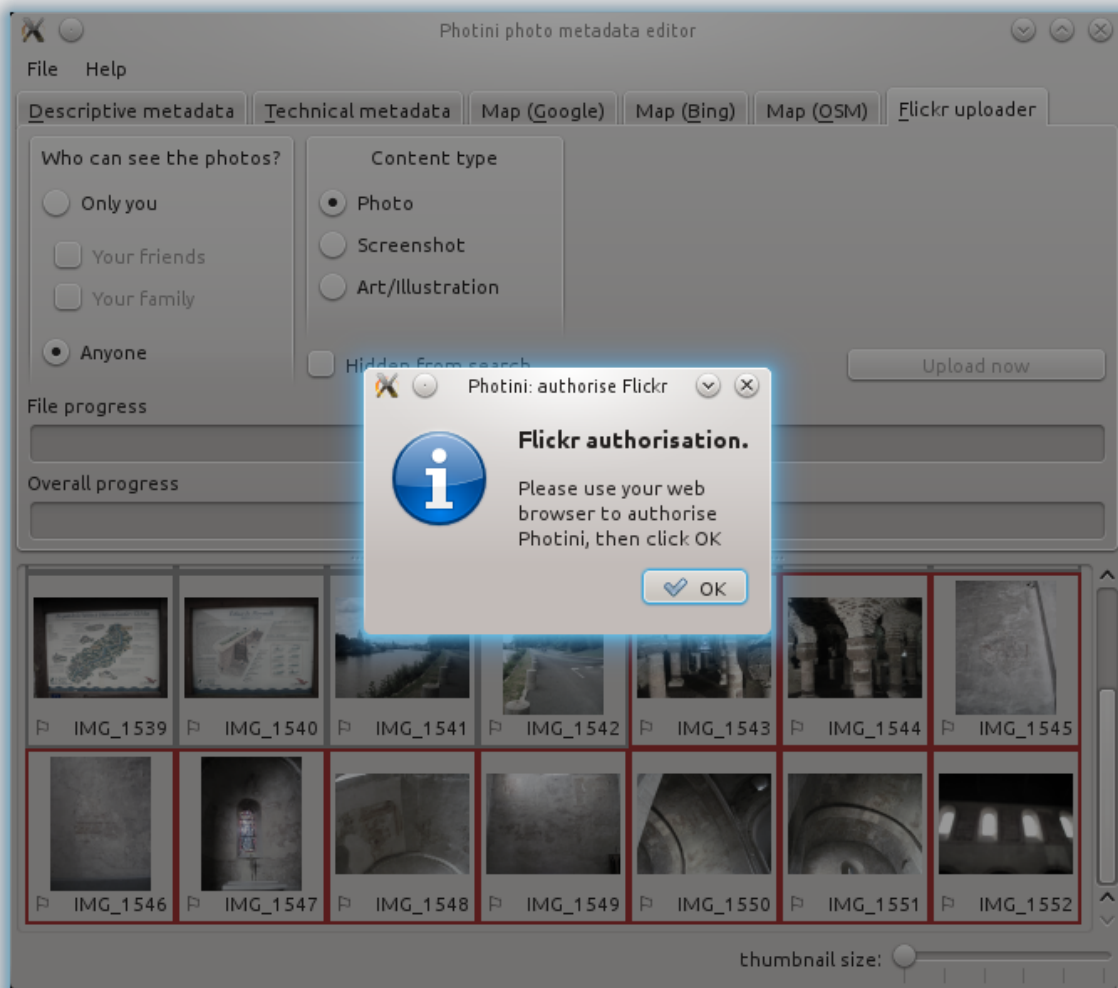 Photini photo metadata editor
File Help
Descriptive metadata Technical metadata Map (Google) Map (Bing) Map (OSM) Flickr uploader
Who can see the photos? Content type
Only you Photo
Your friends Screenshot
Your family Art/Illustration
Anyone Hidden from search Upload now
Photini: authorise Flickr
File progress
Flickr authorisation.
Overall progress
Please use your web
browser to authorise
Photini, then click OK
OK
IMG_1539 IMG_1540 IMG_1541 IMG_1542 IMG_1543 IMG_1544 IMG_1545
IMG_1546 IMG_1547 IMG_1548 IMG_1549 IMG_1550 IMG_1551 IMG_1552
thumbnail size: